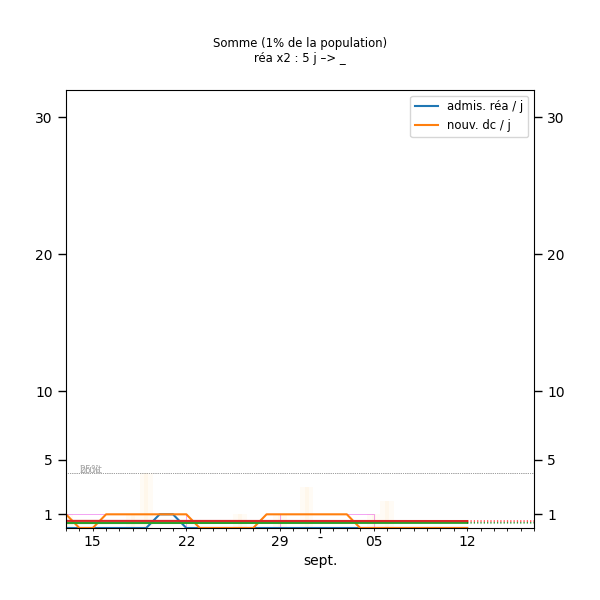 Somme (1% de la population)
réa x2 : 5 j –> _
admis. réa / j
nouv. dc / j
30 30
20 20
10 10
5 5
1 1
15 22 29 - 05 12
sept.